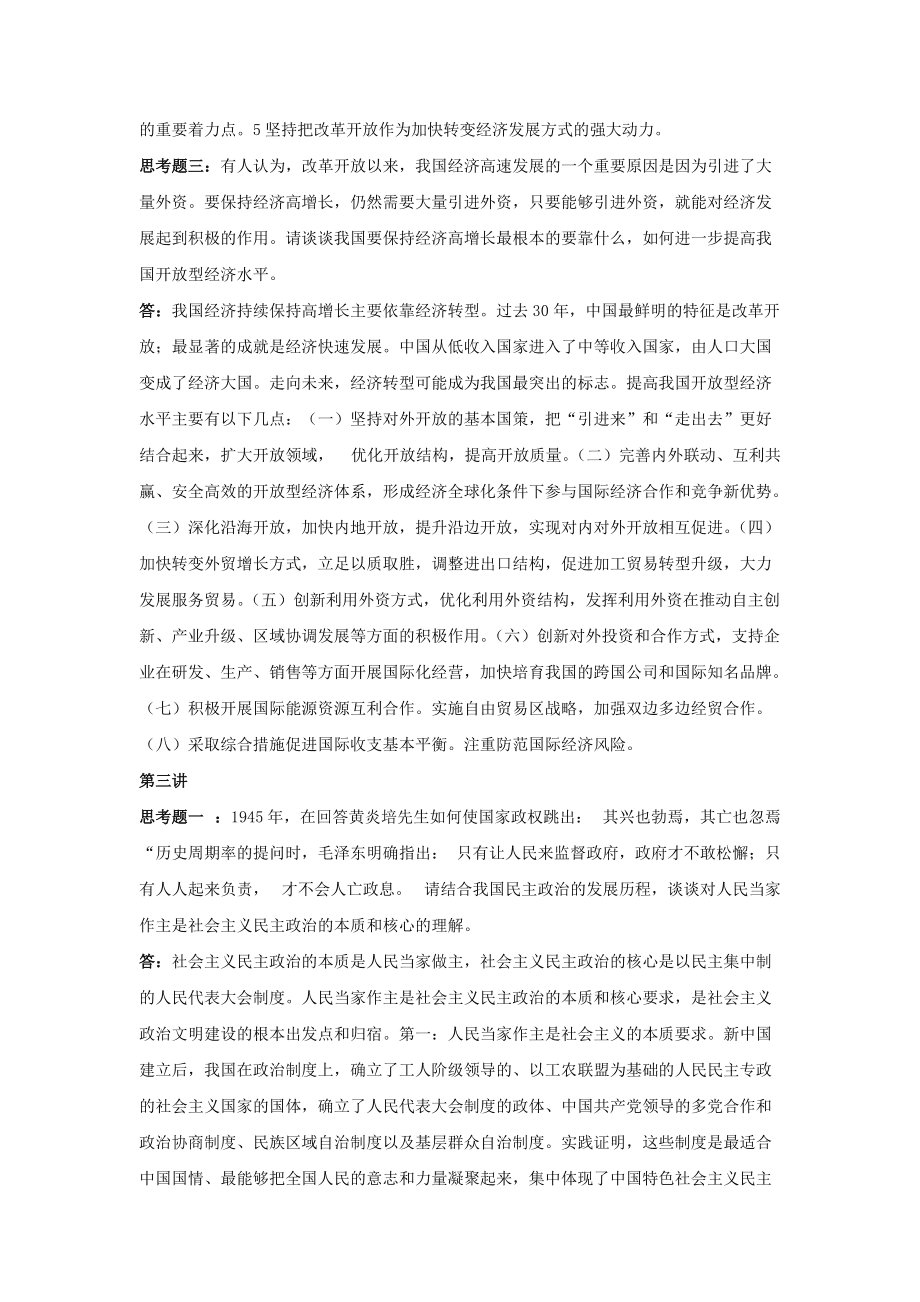 的重要着力点。5 坚持把改革开放作为加快转变经济发展方式的强大动力。
思考题三：有人认为，改革开放以来，我国经济高速发展的一个重要原因是因为引进了大
量外资。要保持经济高增长，仍然需要大量引进外资，只要能够引进外资，就能对经济发
展起到积极的作用。请谈谈我国要保持经济高增长最根本的要靠什么，如何进一步提高我
国开放型经济水平。
答：我国经济持续保持高增长主要依靠经济转型。过去 30 年，中国最鲜明的特征是改革开
放；最显著的成就是经济快速发展。中国从低收入国家进入了中等收入国家，由人口大国
变成了经济大国。走向未来，经济转型可能成为我国最突出的标志。提高我国开放型经济
水平主要有以下几点：（一）坚持对外开放的基本国策，把“引进来”和“走出去”更好
结合起来，扩大开放领域，  优化开放结构，提高开放质量。（二）完善内外联动、互利共
赢、安全高效的开放型经济体系，形成经济全球化条件下参与国际经济合作和竞争新优势。
（三）深化沿海开放，加快内地开放，提升沿边开放，实现对内对外开放相互促进。（四）
加快转变外贸增长方式，立足以质取胜，调整进出口结构，促进加工贸易转型升级，大力
发展服务贸易。（五）创新利用外资方式，优化利用外资结构，发挥利用外资在推动自主创
新、产业升级、区域协调发展等方面的积极作用。（六）创新对外投资和合作方式，支持企
业在研发、生产、销售等方面开展国际化经营，加快培育我国的跨国公司和国际知名品牌。
（七）积极开展国际能源资源互利合作。实施自由贸易区战略，加强双边多边经贸合作。
（八）采取综合措施促进国际收支基本平衡。注重防范国际经济风险。
第三讲
思考题一 ：1945 年，在回答黄炎培先生如何使国家政权跳出： 其兴也勃焉，其亡也忽焉
“历史周期率的提问时，毛泽东明确指出： 只有让人民来监督政府，政府才不敢松懈；只
有人人起来负责， 才不会人亡政息。 请结合我国民主政治的发展历程，谈谈对人民当家
作主是社会主义民主政治的本质和核心的理解。
答：社会主义民主政治的本质是人民当家做主，社会主义民主政治的核心是以民主集中制
的人民代表大会制度。人民当家作主是社会主义民主政治的本质和核心要求，是社会主义
政治文明建设的根本出发点和归宿。第一：人民当家作主是社会主义的本质要求。新中国
建立后，我国在政治制度上，确立了工人阶级领导的、以工农联盟为基础的人民民主专政
的社会主义国家的国体，确立了人民代表大会制度的政体、中国共产党领导的多党合作和
政治协商制度、民族区域自治制度以及基层群众自治制度。实践证明，这些制度是最适合
中国国情、最能够把全国人民的意志和力量凝聚起来，集中体现了中国特色社会主义民主